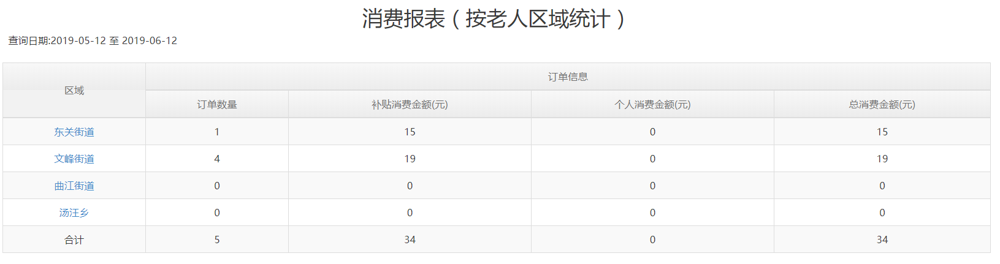 消费报表（按老人区域统计）
查询日期:2019-05-12 至 2019-06-12
区域 订单信息
订单数量 补贴消费金额(元) 个人消费金额(元) 总消费金额(元)
东关街道 1 15 0 15
文峰街道 4 19 0 19
曲江街道 0 0 0 0
汤汪乡 0 0 0 0
合计 5 34 0 34